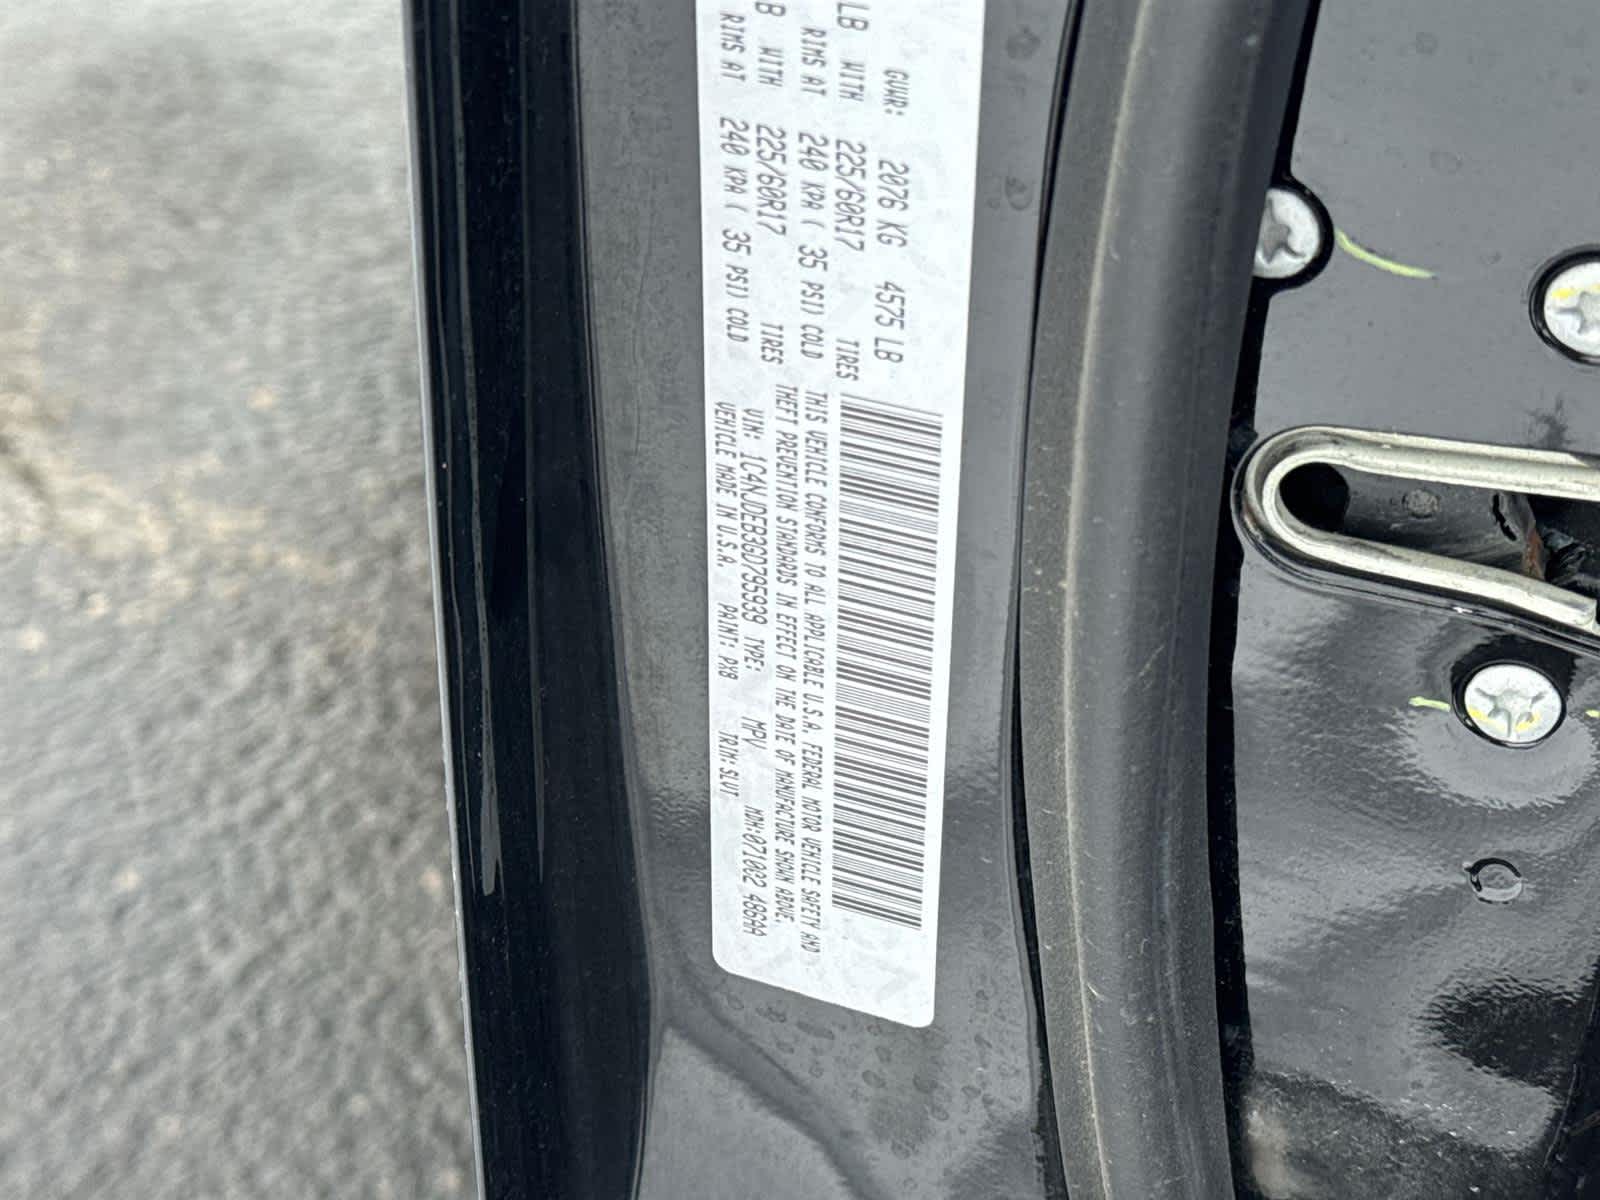 GVWR: 2076 KG 4575 LB
LB WITH 225/60R17 TIRES
RIMS AT 240 KPA ( 35 PSI) COLD
WITH 225/60R17 TIRES
RIMS AT 240 KPA ( 35 PSI) COLD
THIS VEHICLE CONFORMS TO ALL APPLICABLE U.S.A. FEDERAL MOTOR VEHICLE SAFETY AND
THEFT PREVENTION STANDARDS IN EFFECT ON THE DATE OF MANUFACTURE SHOWN ABOVE.
VIN: 1C4NJDEB3GD795939 TYPE: MPV MDH:071002 486AA
VEHICLE MADE IN U.S.A. PAINT: PX8 TRIM:SLVT